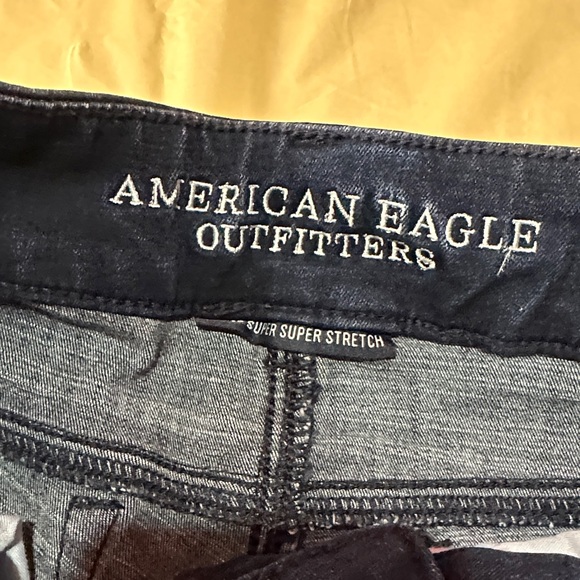 AMERICAN EAGLE
OUTFITTERS
SUPER SUPER STRETCH